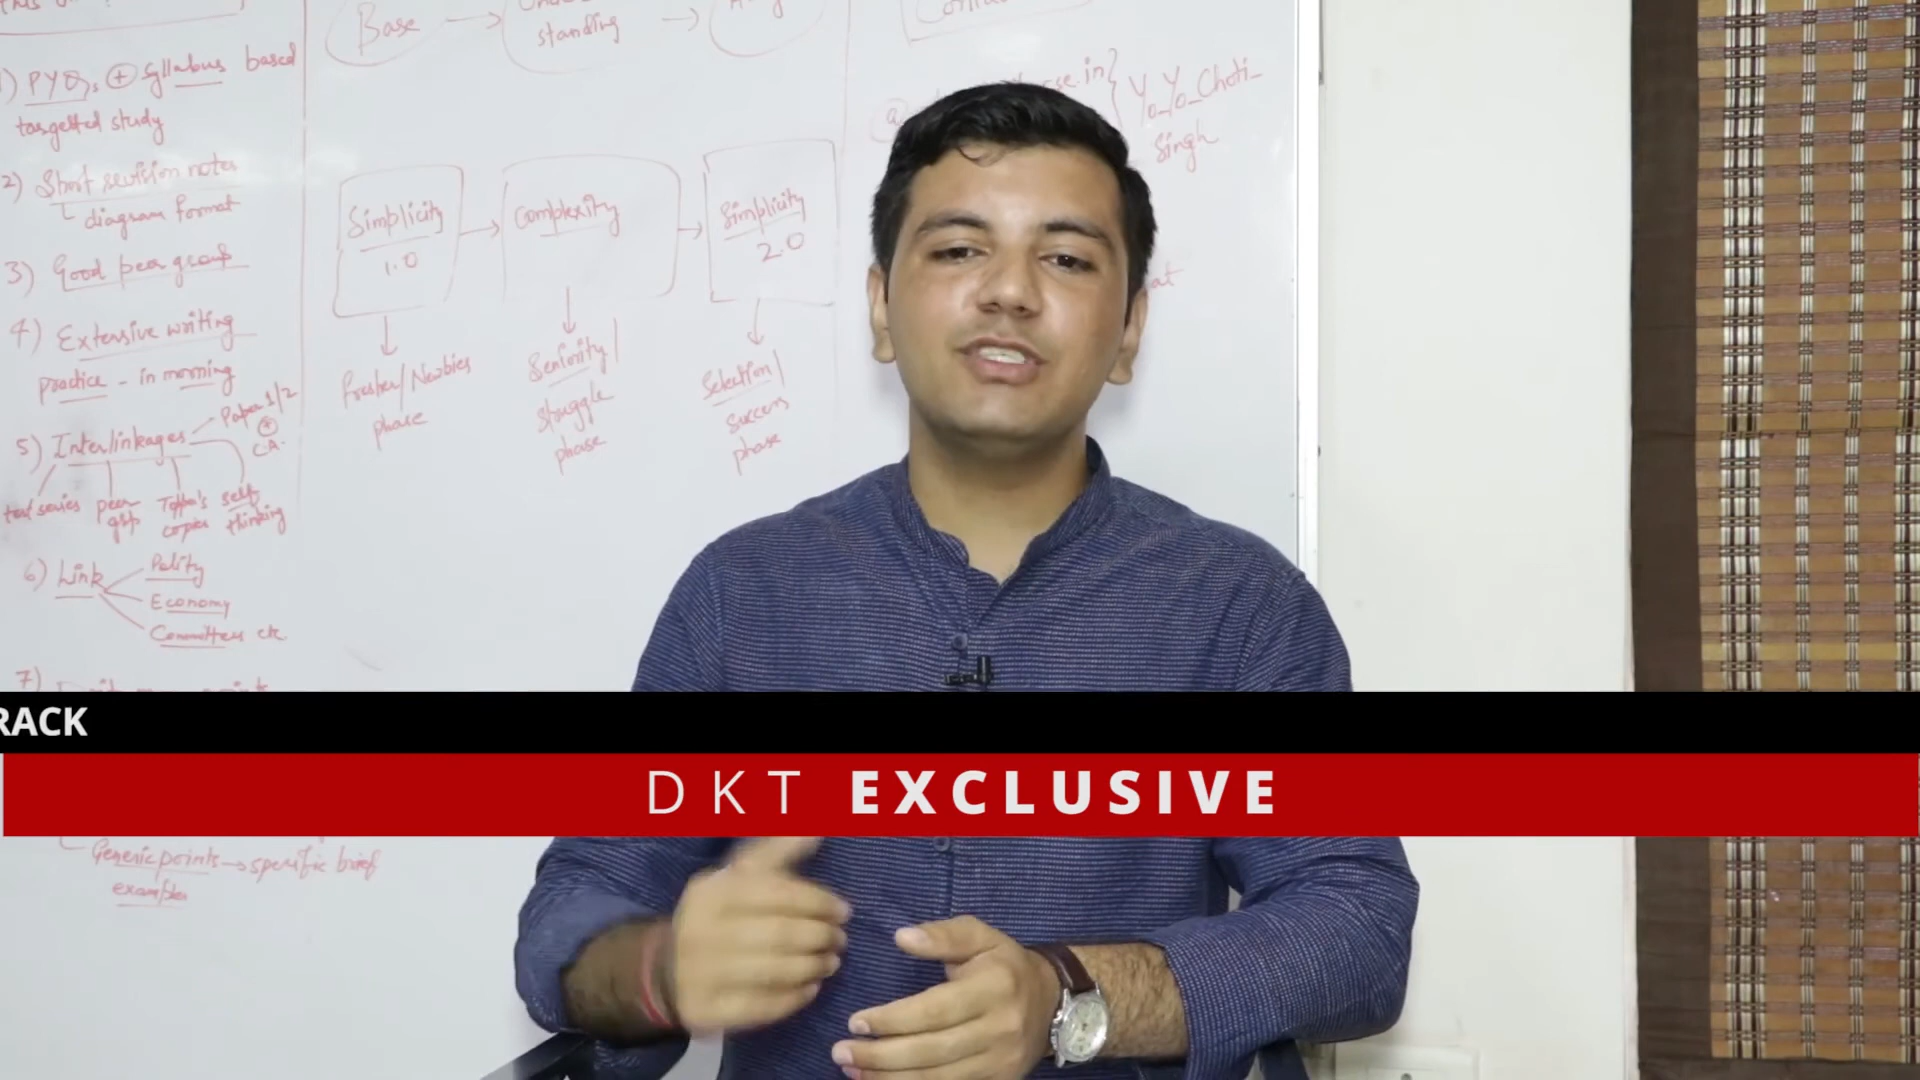 1) PYQs + Syllabus based
targetted study
2) Short revision notes
diagram format
3) Good peer group
4) Extensive writing
practice - in morning
5) Interlinkages
Paper 1/2
+
C.A.
test series
peer
grp
Topper's
copies
self
thinking
6) Link
Polity
Economy
Committees etc
7)
Generic points → specific brief
examples
Base
standing
Simplicity
1.0
Complexity
Simplicity
2.0
Fresher/Newbies
phase
Seniority/
struggle
phase
Selection/
success
phase
Yo_Yo_Choti_
Singh
RACK
DKT EXCLUSIVE